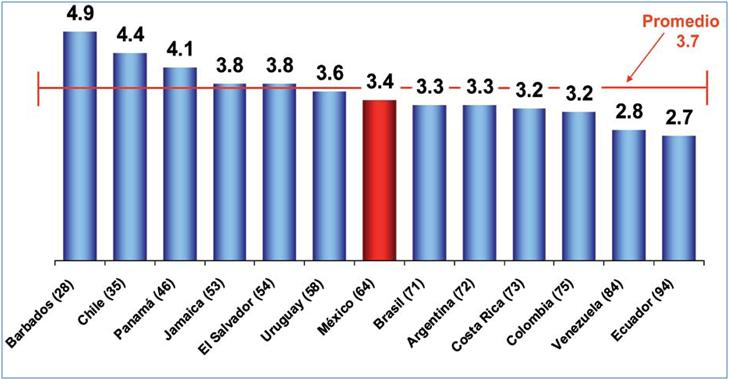 4.9
4.4
4.1
3.8
3.8
3.6
3.4
3.3
3.3
3.2
3.2
2.8
2.7
Promedio
3.7
Barbados (28)
Chile (35)
Panamá (46)
Jamaica (53)
El Salvador (54)
Uruguay (58)
México (64)
Brasil (71)
Argentina (72)
Costa Rica (73)
Colombia (75)
Venezuela (84)
Ecuador (94)